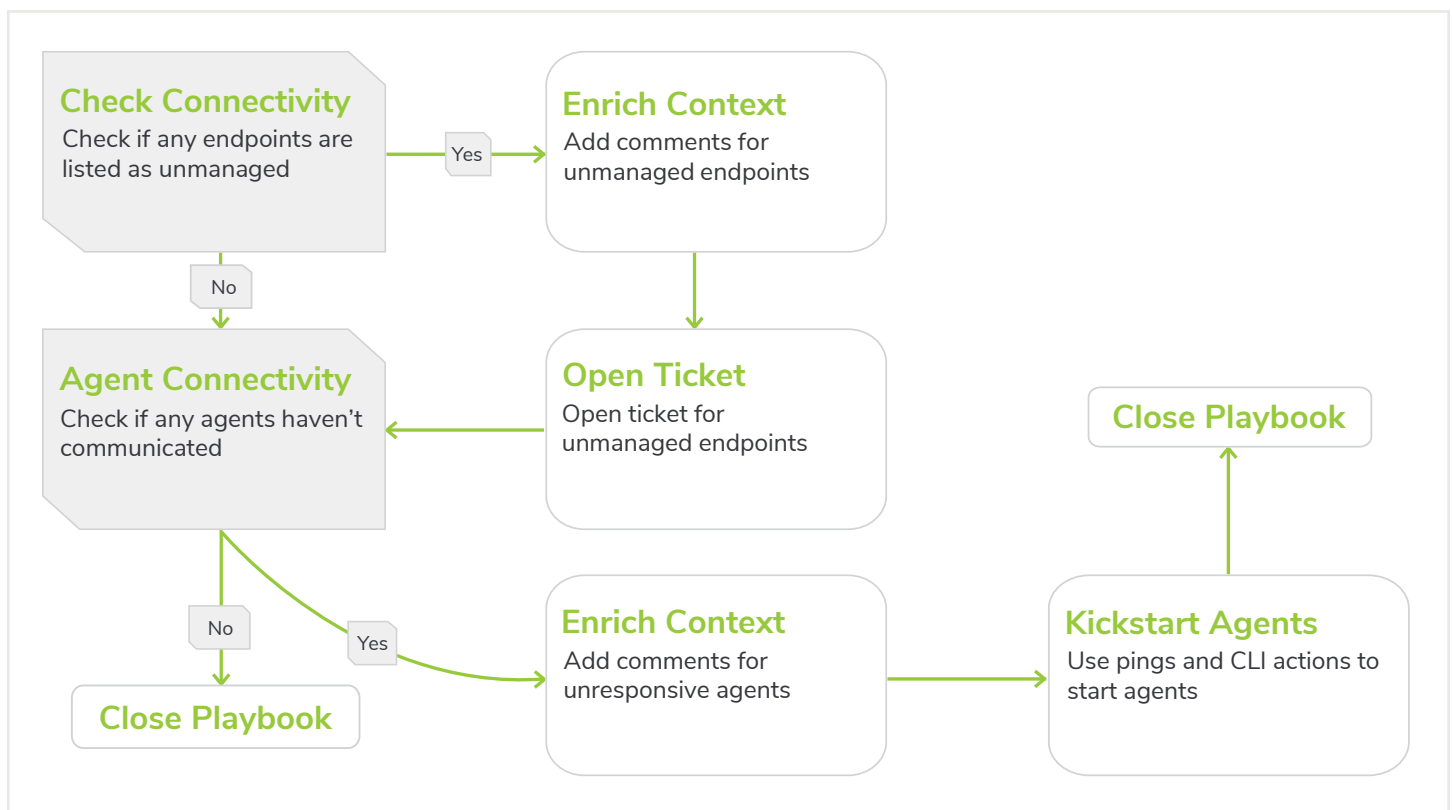 Check Connectivity
Check if any endpoints are
listed as unmanaged
Yes
Enrich Context
Add comments for
unmanaged endpoints
No
Agent Connectivity
Check if any agents haven’t
communicated
Open Ticket
Open ticket for
unmanaged endpoints
Close Playbook
No
Yes
Close Playbook
Enrich Context
Add comments for
unresponsive agents
Kickstart Agents
Use pings and CLI actions to
start agents